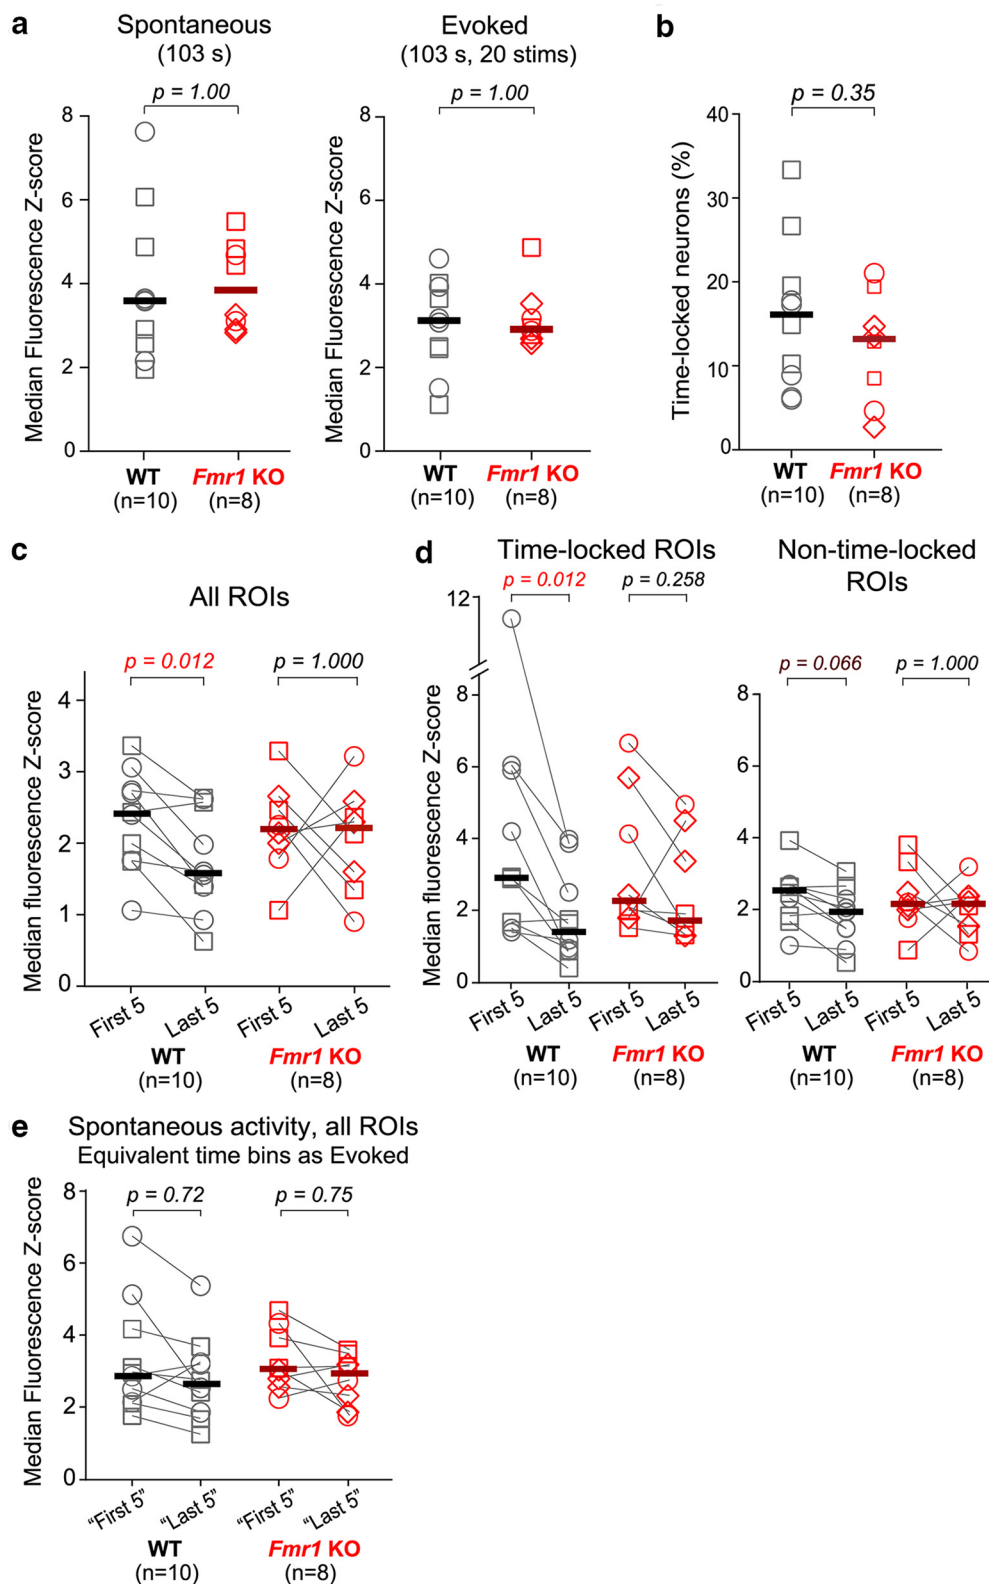 a
Spontaneous
(103 s)
p = 1.00
Median Fluorescence Z-score
8
6
4
2
0
WT
(n=10)
Fmr1 KO
(n=8)
Evoked
(103 s, 20 stims)
p = 1.00
Median Fluorescence Z-score
8
6
4
2
0
WT
(n=10)
Fmr1 KO
(n=8)
b
p = 0.35
Time-locked neurons (%)
40
30
20
10
0
WT
(n=10)
Fmr1 KO
(n=8)
c
All ROIs
p = 0.012
p = 1.000
Median fluorescence Z-score
4
3
2
1
0
First 5
Last 5
First 5
Last 5
WT
(n=10)
Fmr1 KO
(n=8)
d
Time-locked ROIs
p = 0.012
p = 0.258
Median fluorescence Z-score
12
8
6
4
2
0
First 5
Last 5
First 5
Last 5
WT
(n=10)
Fmr1 KO
(n=8)
Non-time-locked
ROIs
p = 0.066
p = 1.000
8
6
4
2
0
First 5
Last 5
First 5
Last 5
WT
(n=10)
Fmr1 KO
(n=8)
e
Spontaneous activity, all ROIs
Equivalent time bins as Evoked
p = 0.72
p = 0.75
Median Fluorescence Z-score
8
6
4
2
0
“First 5”
“Last 5”
“First 5”
“Last 5”
WT
(n=10)
Fmr1 KO
(n=8)